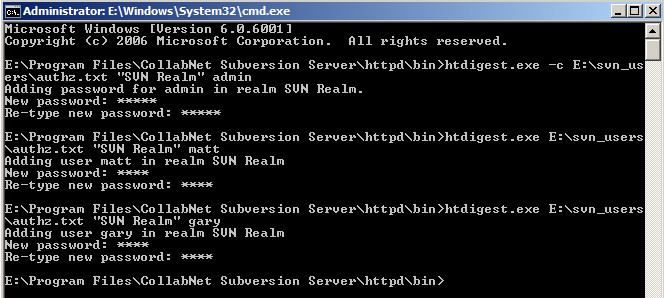 Administrator: E:\Windows\System32\cmd.exe
Microsoft Windows [Version 6.0.6001]
Copyright (c) 2006 Microsoft Corporation.  All rights reserved.
E:\Program Files\CollabNet Subversion Server\httpd\bin>htdigest.exe -c E:\svn_us
ers\authz.txt "SVN Realm" admin
Adding password for admin in realm SVN Realm.
New password: *****
Re-type new password: *****
E:\Program Files\CollabNet Subversion Server\httpd\bin>htdigest.exe E:\svn_users
\authz.txt "SVN Realm" matt
Adding user matt in realm SVN Realm
New password: ****
Re-type new password: ****
E:\Program Files\CollabNet Subversion Server\httpd\bin>htdigest.exe E:\svn_users
\authz.txt "SVN Realm" gary
Adding user gary in realm SVN Realm
New password: ****
Re-type new password: ****
E:\Program Files\CollabNet Subversion Server\httpd\bin>